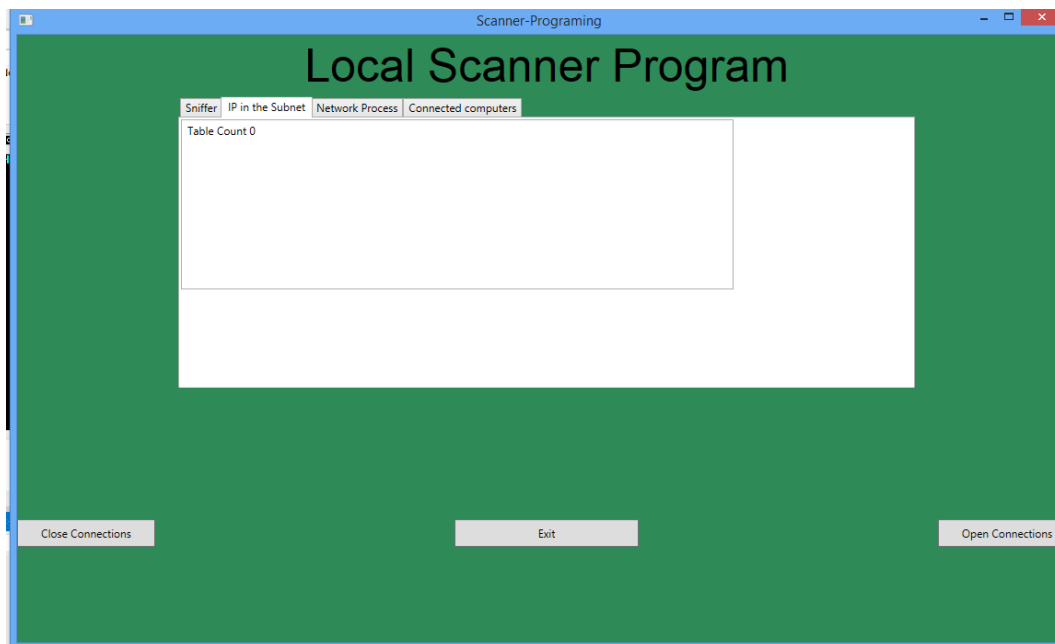 Scanner-Programing
Local Scanner Program
Sniffer IP in the Subnet Network Process Connected computers
Table Count 0
Close Connections Exit Open Connections